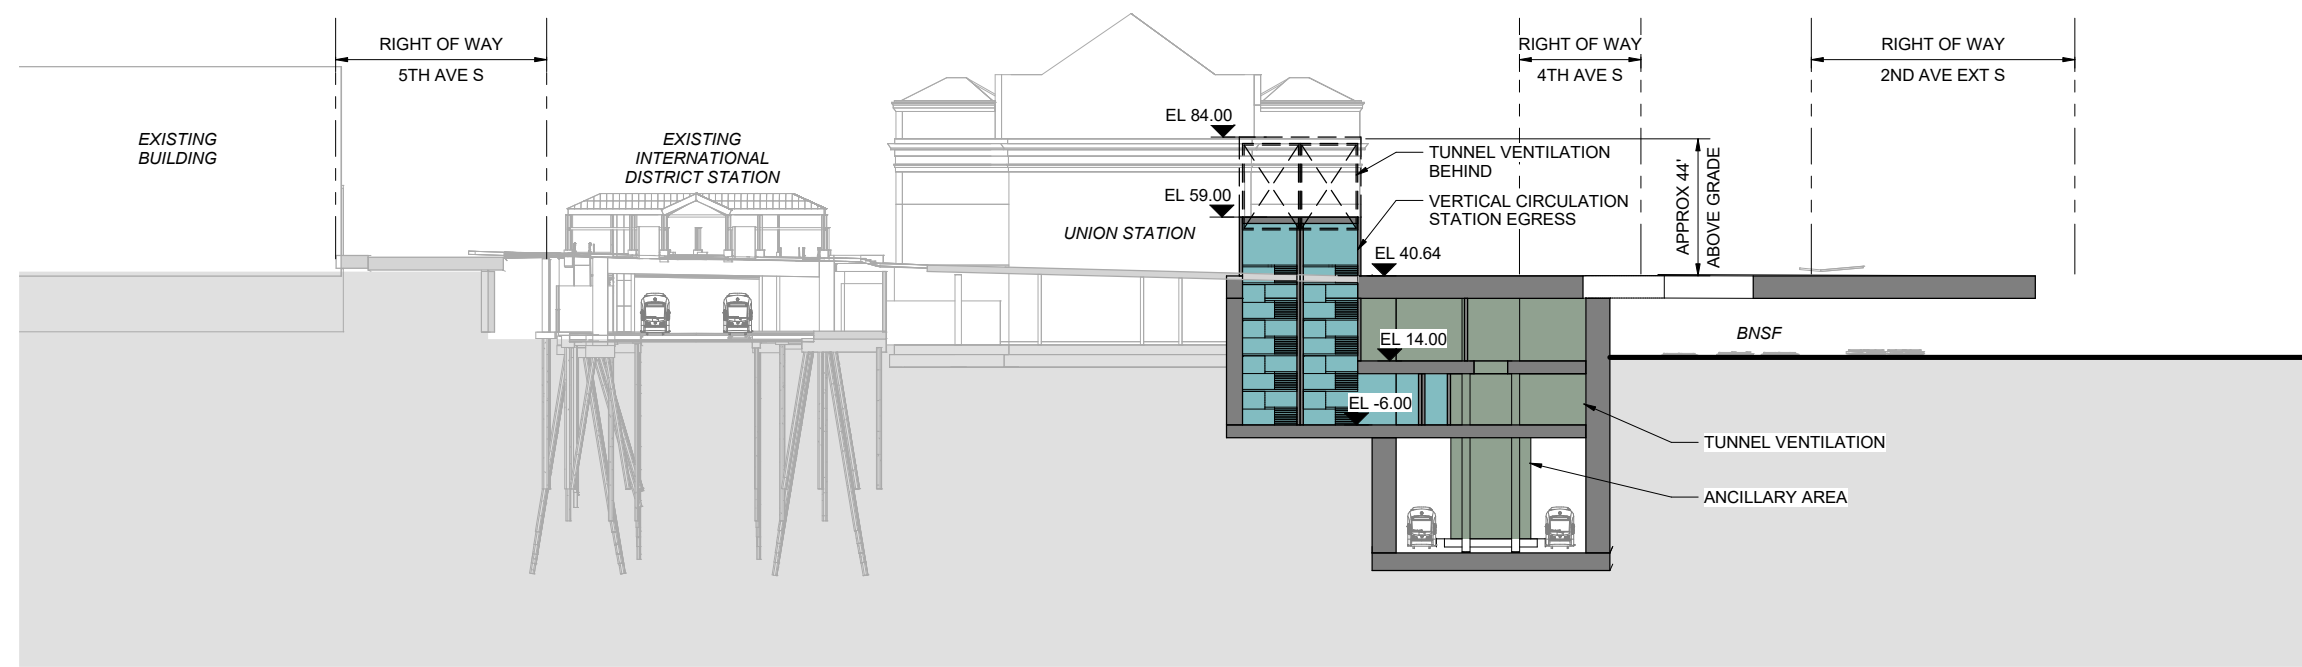 RIGHT OF WAY
5TH AVE S
RIGHT OF WAY
4TH AVE S
RIGHT OF WAY
2ND AVE EXT S
EXISTING
BUILDING
EXISTING
INTERNATIONAL
DISTRICT STATION
UNION STATION
EL 84.00
EL 59.00
TUNNEL VENTILATION
BEHIND
VERTICAL CIRCULATION
STATION EGRESS
APPROX 44'
ABOVE GRADE
EL 40.64
EL 14.00
EL -6.00
BNSF
TUNNEL VENTILATION
ANCILLARY AREA